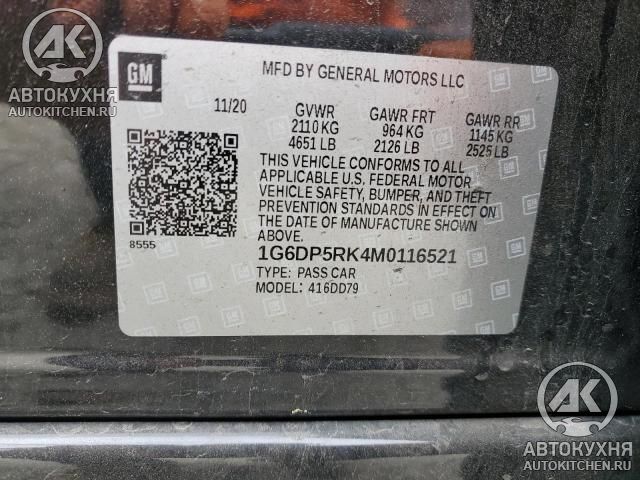 AK
АВТОКУХНЯ
AUTOKITCHEN.RU
GM
MFD BY GENERAL MOTORS LLC
11/20 GVWR GAWR FRT GAWR RR
2110 KG 964 KG 1145 KG
4651 LB 2126 LB 2525 LB
THIS VEHICLE CONFORMS TO ALL
APPLICABLE U.S. FEDERAL MOTOR
VEHICLE SAFETY, BUMPER, AND THEFT
PREVENTION STANDARDS IN EFFECT ON
THE DATE OF MANUFACTURE SHOWN
ABOVE.
8555
1G6DP5RK4M0116521
TYPE: PASS CAR
MODEL: 416DD79
AK
АВТОКУХНЯ
AUTOKITCHEN.RU